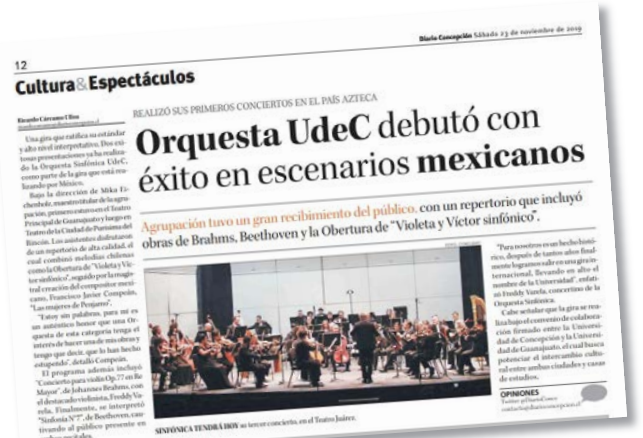 Diario Concepción Sábado 23 de noviembre de 2019
12
Cultura&Espectáculos
Ricardo Cárcamo Ulloa
REALIZÓ SUS PRIMEROS CONCIERTOS EN EL PAÍS AZTECA
Orquesta UdeC debutó con
éxito en escenarios mexicanos
Agrupación tuvo un gran recibimiento del público, con un repertorio que incluyó
obras de Brahms, Beethoven y la Obertura de "Violeta y Víctor sinfónico".
Una gira que ratifica su estándar
y alto nivel interpretativo. Dos exi-
tosas presentaciones ya ha realiza-
do la Orquesta Sinfónica UdeC,
como parte de la gira que está rea-
lizando por México.
Bajo la dirección de Mika Ei-
chenholz, maestro titular de la agru-
pación, primero estuvo en el Teatro
Principal de Guanajuato y luego en
Teatro de la Ciudad de Purísima del
Rincón. Los asistentes disfrutaron
de un repertorio de alta calidad, el
cual combinó melodías chilenas
como la Obertura de "Violeta y Víc-
tor sinfónico", seguido por la magis-
tral creación del compositor mexi-
cano, Francisco Javier Compeán,
"Las mujeres de Penjamo".
"Estoy sin palabras, para mí es
un auténtico honor que una Or-
questa de esta categoría tenga el
interés de hacer una de mis obras y
tengo que decir, que lo han hecho
estupendo", detalló Compeán.
El programa además incluyó
"Concierto para violín Op.77 en Re
Mayor", de Johannes Brahms, con
el destacado violinista, Freddy Va-
rela. Finalmente, se interpretó
"Sinfonía N°7", de Beethoven, cau-
tivando al público presente en
SINFÓNICA TENDRÁ HOY su tercer concierto, en el Teatro Juárez.
"Para nosotros es un hecho histó-
rico, después de tantos años final-
mente logramos salir en una gira in-
ternacional, llevando en alto el
nombre de la Universidad", enfati-
zó Freddy Varela, concertino de la
Orquesta Sinfónica.
Cabe señalar que la gira se rea-
liza bajo el convenio de colabora-
ción firmado entre la Universi-
dad de Concepción y la Universi-
dad de Guanajuato, el cual busca
potenciar el intercambio cultu-
ral entre ambas ciudades y casas
de estudios.
OPINIONES
Twitter @DiarioConce
contacto@diarioconcepcion.cl